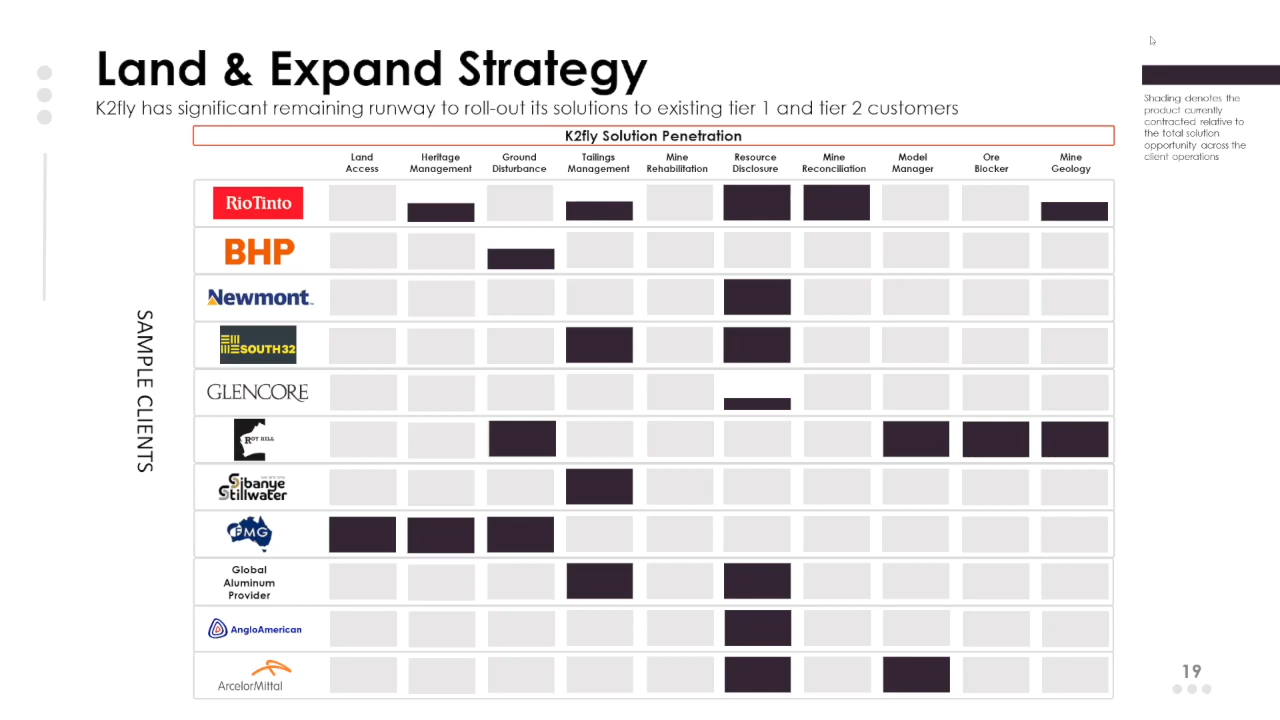 Land & Expand Strategy
K2fly has significant remaining runway to roll-out its solutions to existing tier 1 and tier 2 customers
Shading denotes the
product currently
contracted relative to
the total solution
opportunity across the
client operations
K2fly Solution Penetration
Land Access
Heritage Management
Ground Disturbance
Tailings Management
Mine Rehabilitation
Resource Disclosure
Mine Reconciliation
Model Manager
Ore Blocker
Mine Geology
SAMPLE CLIENTS
RioTinto
BHP
Newmont™
SOUTH32
GLENCORE
ROY HILL
Sibanye
Stillwater
FMG
Global
Aluminum
Provider
AngloAmerican
ArcelorMittal
19